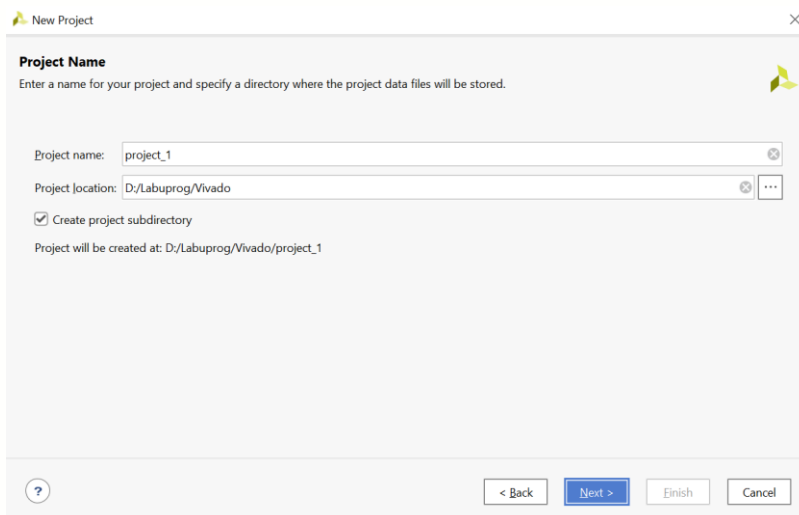 New Project
Project Name
Enter a name for your project and specify a directory where the project data files will be stored.
Project name: project_1
Project location: D:/Labuprog/Vivado
Create project subdirectory
Project will be created at: D:/Labuprog/Vivado/project_1
? < Back Next > Finish Cancel